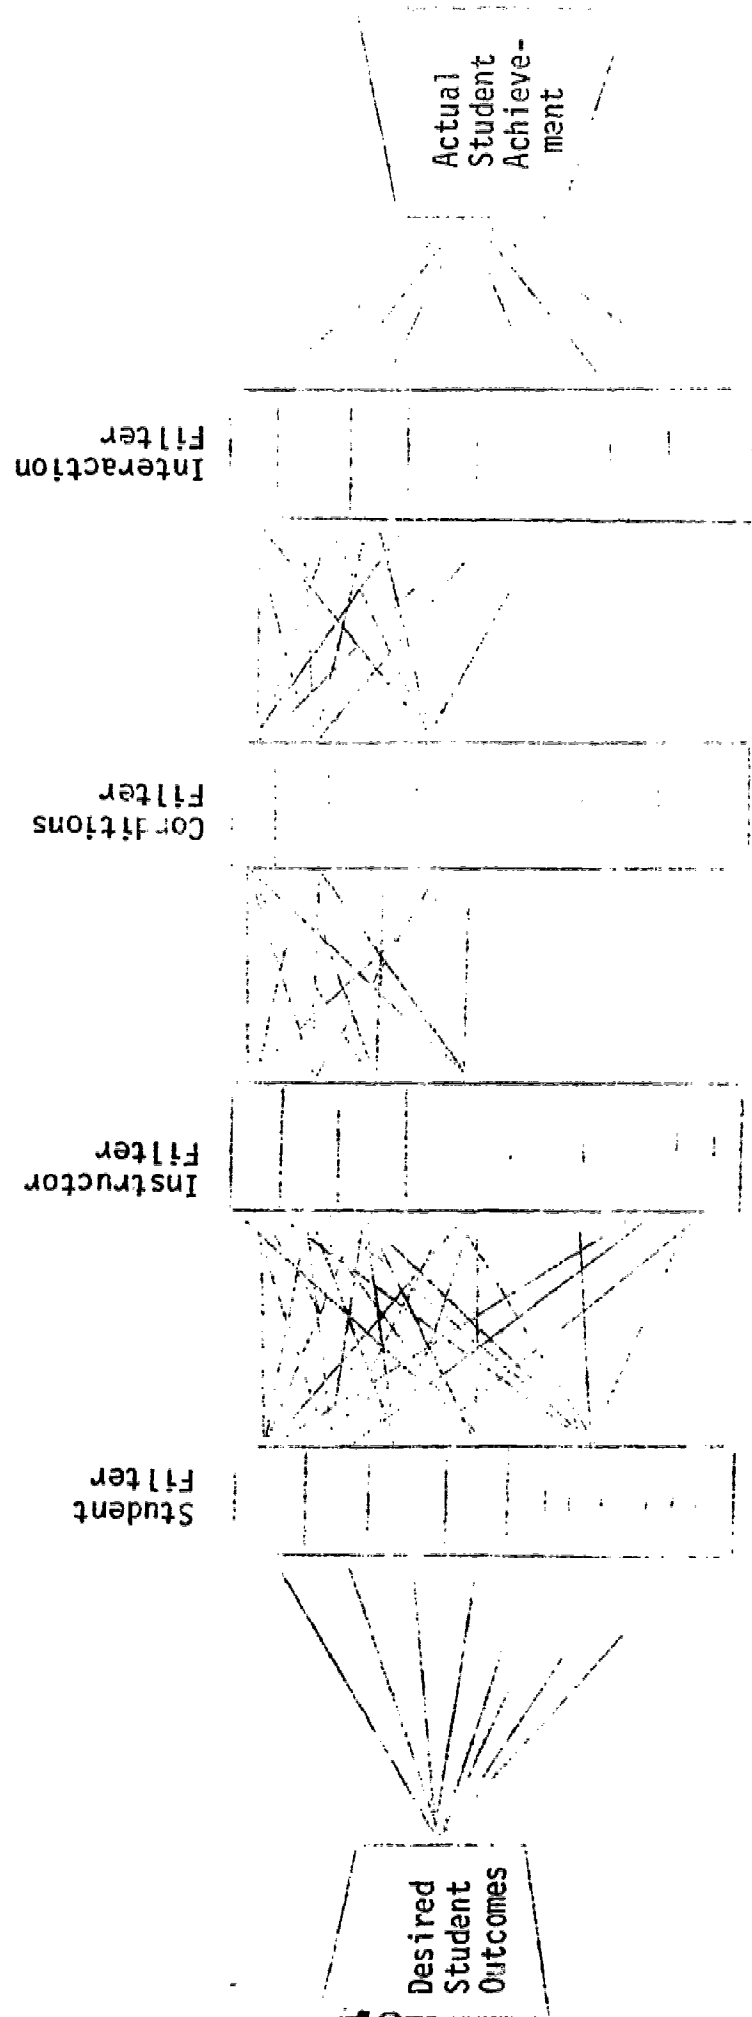 Desired
Student
Outcomes
Student
Filter
Instructor
Filter
Conditions
Filter
Interaction
Filter
Actual
Student
Achieve-
ment